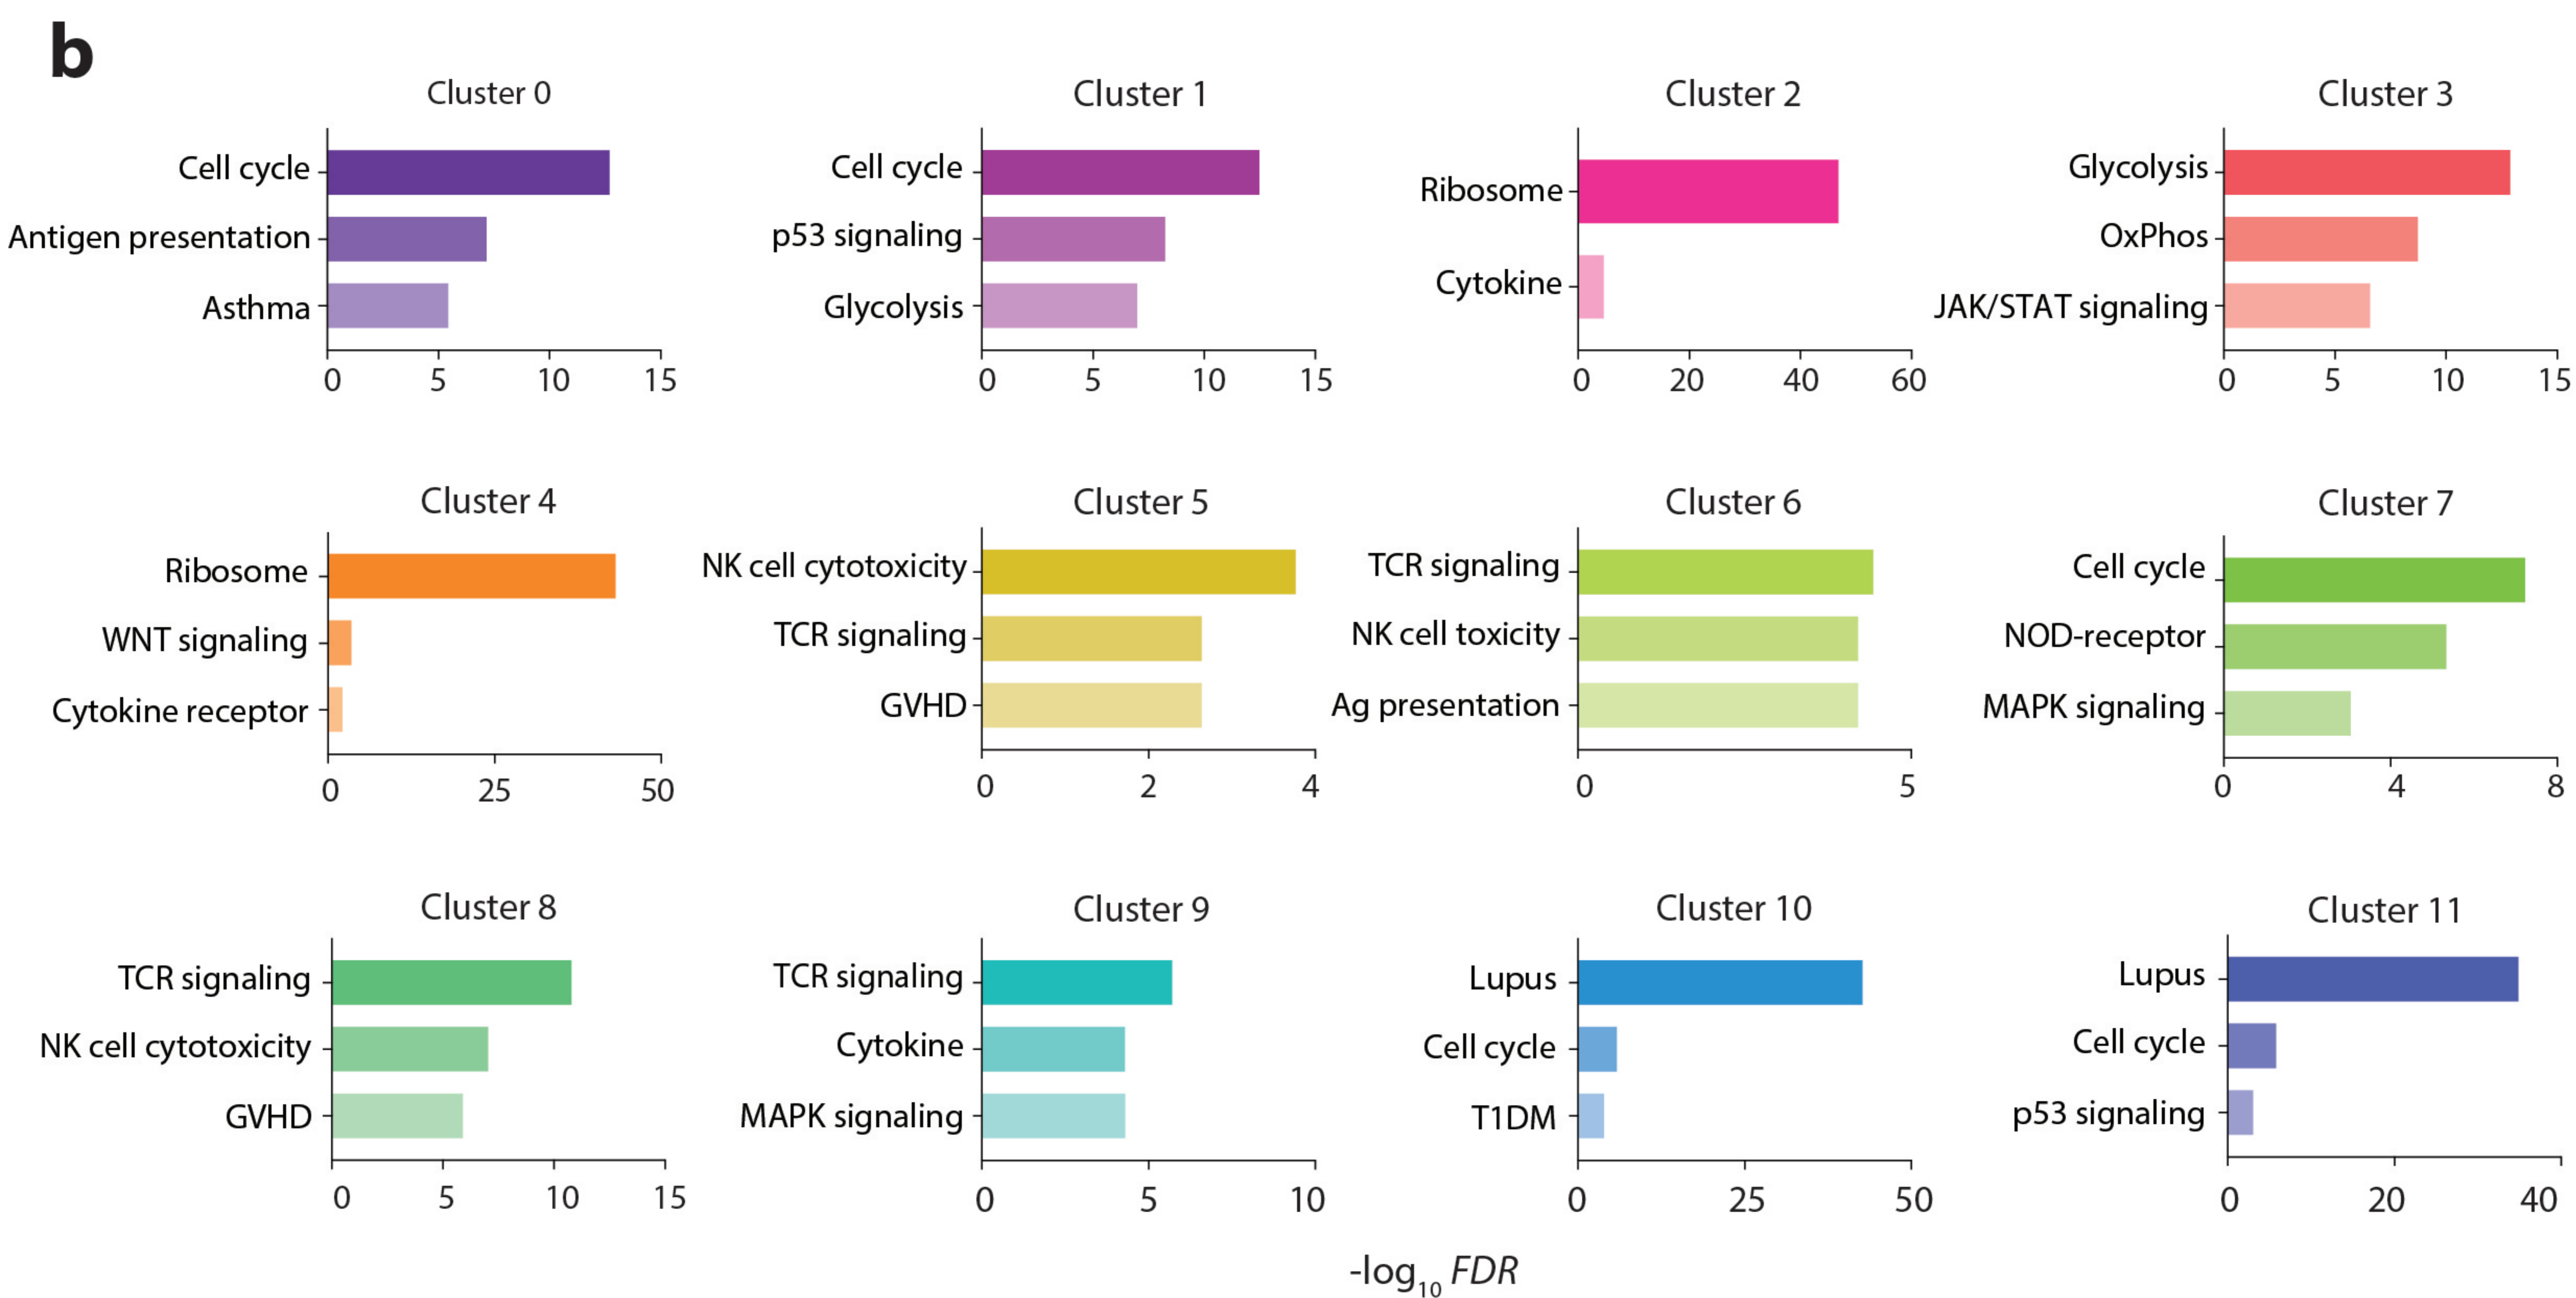 b
Cluster 0
Cell cycle
Antigen presentation
Asthma
0 5 10 15
Cluster 1
Cell cycle
p53 signaling
Glycolysis
0 5 10 15
Cluster 2
Ribosome
Cytokine
0 20 40 60
Cluster 3
Glycolysis
OxPhos
JAK/STAT signaling
0 5 10 15
Cluster 4
Ribosome
WNT signaling
Cytokine receptor
0 25 50
Cluster 5
NK cell cytotoxicity
TCR signaling
GVHD
0 2 4
Cluster 6
TCR signaling
NK cell toxicity
Ag presentation
0 5
Cluster 7
Cell cycle
NOD-receptor
MAPK signaling
0 4 8
Cluster 8
TCR signaling
NK cell cytotoxicity
GVHD
0 5 10 15
Cluster 9
TCR signaling
Cytokine
MAPK signaling
0 5 10
Cluster 10
Lupus
Cell cycle
T1DM
0 25 50
Cluster 11
Lupus
Cell cycle
p53 signaling
0 20 40
-log10 FDR